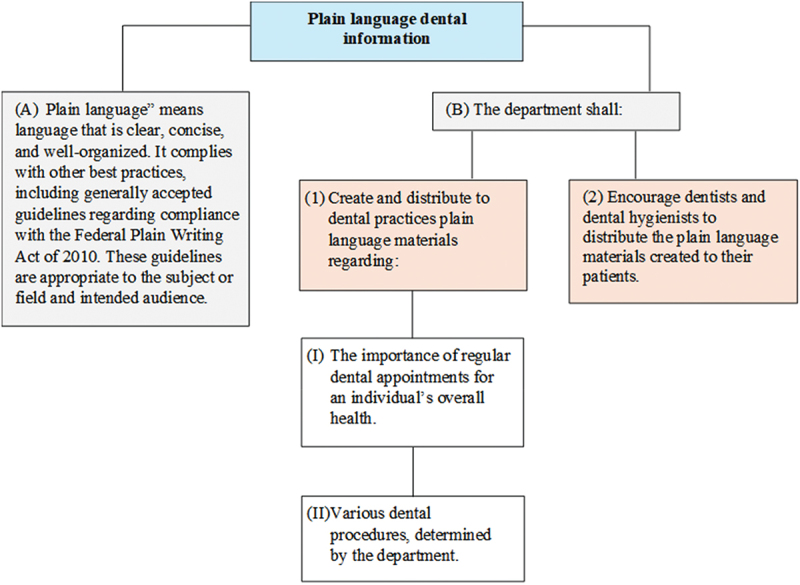 Plain language dental
information
(A) Plain language” means
language that is clear, concise,
and well-organized. It complies
with other best practices,
including generally accepted
guidelines regarding compliance
with the Federal Plain Writing
Act of 2010. These guidelines
are appropriate to the subject or
field and intended audience.
(B) The department shall:
(1) Create and distribute to
dental practices plain
language materials
regarding:
(2) Encourage dentists and
dental hygienists to
distribute the plain language
materials created to their
patients.
(I) The importance of regular
dental appointments for
an individual’s overall
health.
(II)Various dental
procedures, determined
by the department.